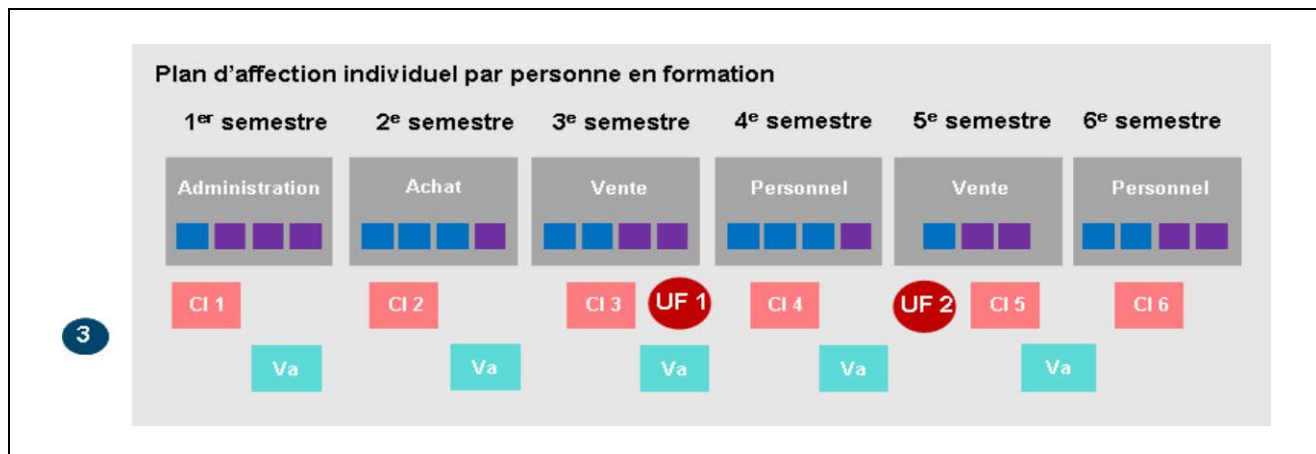 Plan d'affection individuel par personne en formation
1er semestre 2e semestre 3e semestre 4e semestre 5e semestre 6e semestre
Administration Achat Vente Personnel Vente Personnel
CI 1 CI 2 CI 3 UF 1 CI 4 UF 2 CI 5 CI 6
3
Va Va Va Va Va